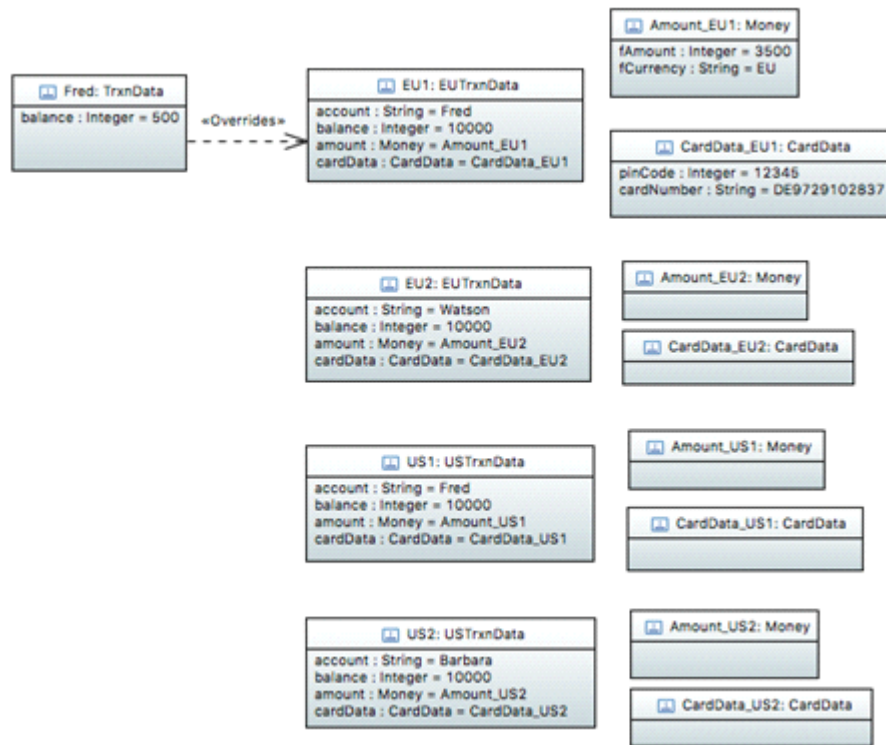 Fred: TrxnData
balance : Integer = 500
«Overrides»
EU1: EUTrxnData
account : String = Fred
balance : Integer = 10000
amount : Money = Amount_EU1
cardData : CardData = CardData_EU1
Amount_EU1: Money
fAmount : Integer = 3500
fCurrency : String = EU
CardData_EU1: CardData
pinCode : Integer = 12345
cardNumber : String = DE9729102837
EU2: EUTrxnData
account : String = Watson
balance : Integer = 10000
amount : Money = Amount_EU2
cardData : CardData = CardData_EU2
Amount_EU2: Money
CardData_EU2: CardData
US1: USTrxnData
account : String = Fred
balance : Integer = 10000
amount : Money = Amount_US1
cardData : CardData = CardData_US1
Amount_US1: Money
CardData_US1: CardData
US2: USTrxnData
account : String = Barbara
balance : Integer = 10000
amount : Money = Amount_US2
cardData : CardData = CardData_US2
Amount_US2: Money
CardData_US2: CardData